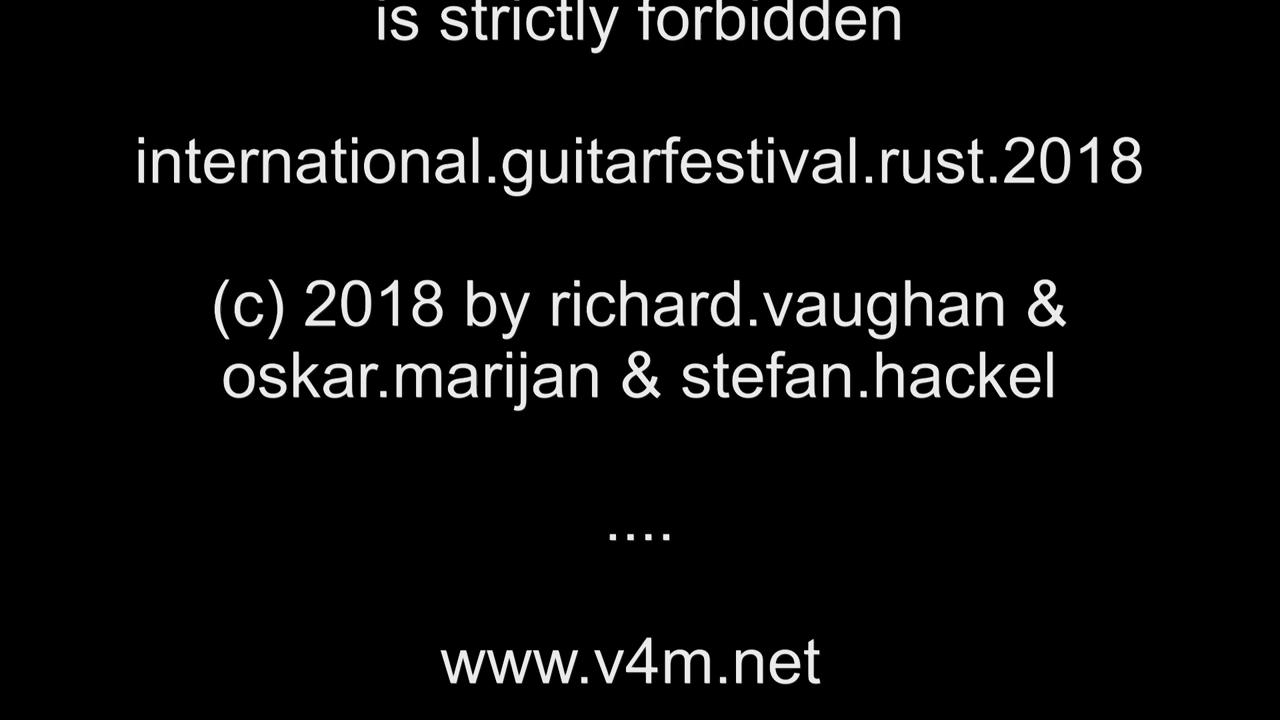 is strictly forbidden
international.guitarfestival.rust.2018
(c) 2018 by richard.vaughan &
oskar.marijan & stefan.hackel
....
www.v4m.net